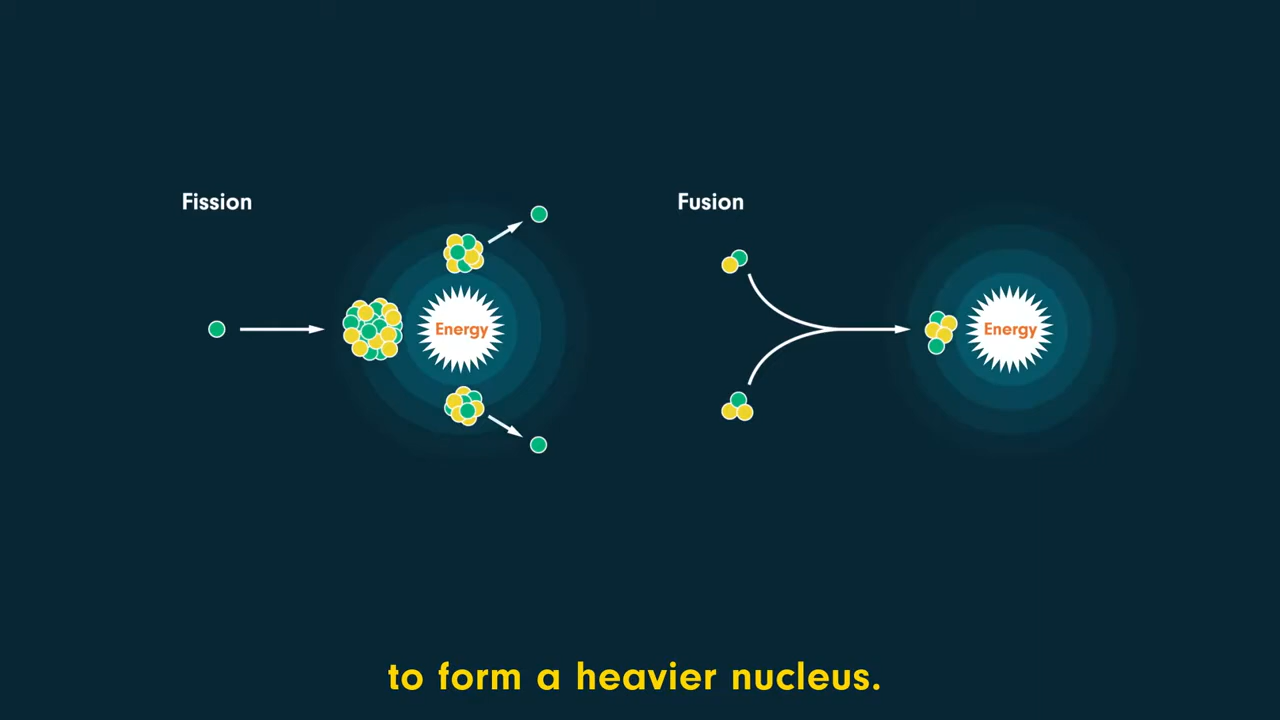 Fission
Fusion
Energy
Energy
to form a heavier nucleus.